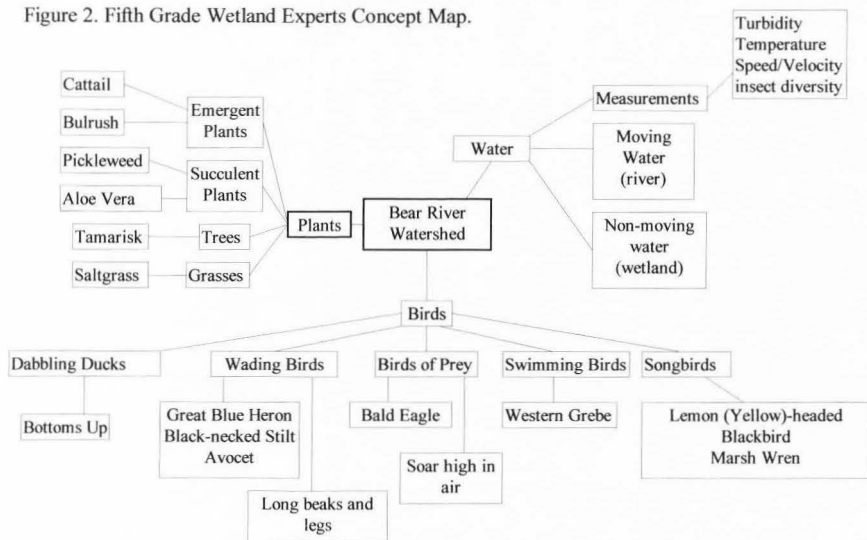 Figure 2. Fifth Grade Wetland Experts Concept Map.
Turbidity
Temperature
Speed/Velocity
insect diversity
Cattail
Emergent
Plants
Bulrush
Measurements
Water
Moving
Water
(river)
Pickleweed
Succulent
Plants
Aloe Vera
Plants
Bear River
Watershed
Non-moving
water
(wetland)
Tamarisk
Trees
Saltgrass
Grasses
Birds
Dabbling Ducks
Wading Birds
Birds of Prey
Swimming Birds
Songbirds
Bottoms Up
Great Blue Heron
Black-necked Stilt
Avocet
Bald Eagle
Western Grebe
Lemon (Yellow)-headed
Blackbird
Marsh Wren
Soar high in
air
Long beaks and
legs